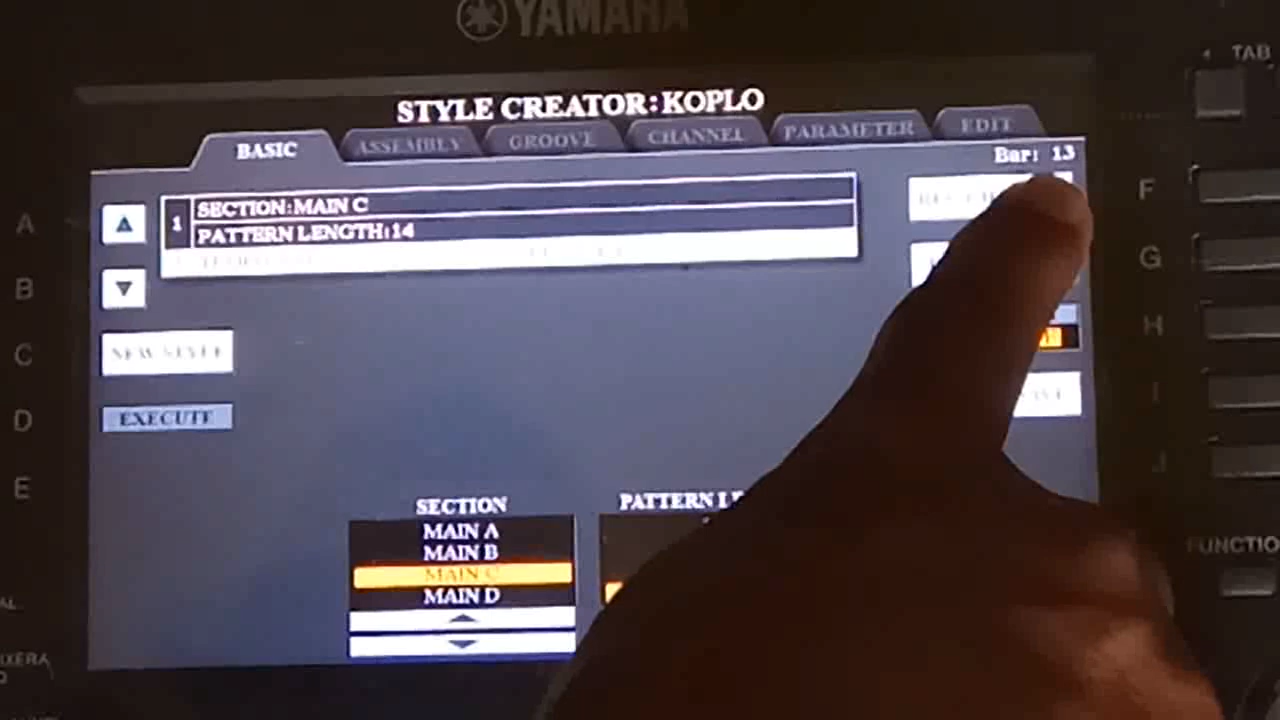 YAMAHA
TAB
STYLE CREATOR:KOPLO
BASIC
ASSEMBLY
GROOVE
CHANNEL
PARAMETER
EDIT
Bar: 13
1
SECTION:MAIN C
PATTERN LENGTH:14
NEW STYLE
EXECUTE
SECTION
MAIN A
MAIN B
MAIN C
MAIN D
PATTERN
A
B
C
D
E
F
G
H
I
J
FUNCTIO